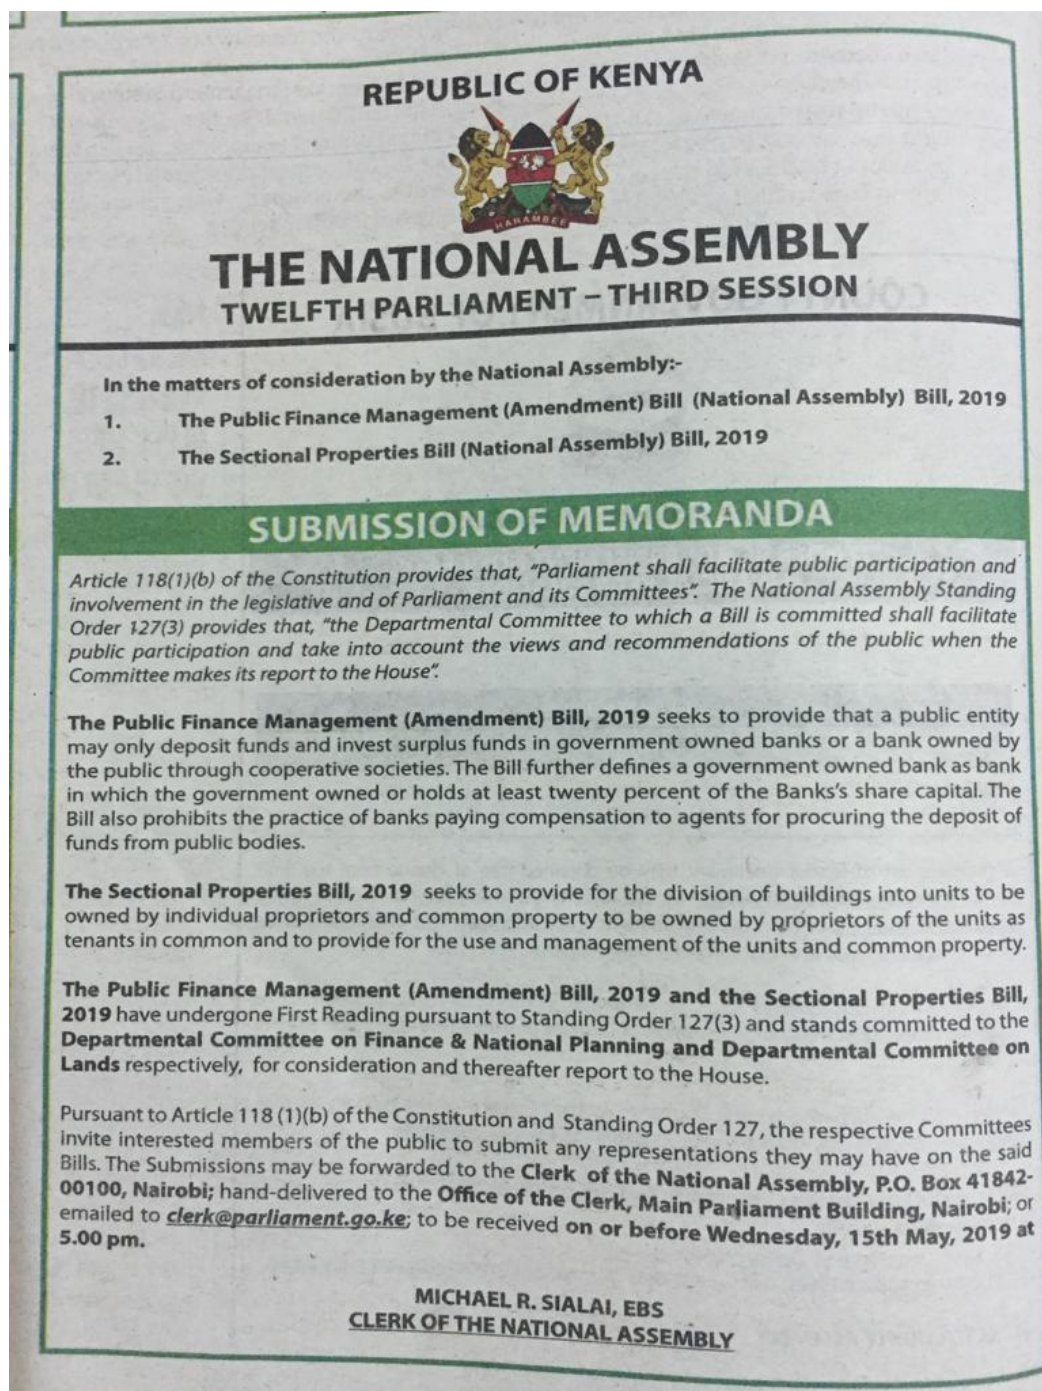 REPUBLIC OF KENYA
HARAMBEE
THE NATIONAL ASSEMBLY
TWELFTH PARLIAMENT – THIRD SESSION
In the matters of consideration by the National Assembly:-
1. The Public Finance Management (Amendment) Bill (National Assembly) Bill, 2019
2. The Sectional Properties Bill (National Assembly) Bill, 2019
SUBMISSION OF MEMORANDA
Article 118(1)(b) of the Constitution provides that, "Parliament shall facilitate public participation and
involvement in the legislative and of Parliament and its Committees". The National Assembly Standing
Order 127(3) provides that, "the Departmental Committee to which a Bill is committed shall facilitate
public participation and take into account the views and recommendations of the public when the
Committee makes its report to the House".
The Public Finance Management (Amendment) Bill, 2019 seeks to provide that a public entity
may only deposit funds and invest surplus funds in government owned banks or a bank owned by
the public through cooperative societies. The Bill further defines a government owned bank as bank
in which the government owned or holds at least twenty percent of the Banks's share capital. The
Bill also prohibits the practice of banks paying compensation to agents for procuring the deposit of
funds from public bodies.
The Sectional Properties Bill, 2019 seeks to provide for the division of buildings into units to be
owned by individual proprietors and common property to be owned by proprietors of the units as
tenants in common and to provide for the use and management of the units and common property.
The Public Finance Management (Amendment) Bill, 2019 and the Sectional Properties Bill,
2019 have undergone First Reading pursuant to Standing Order 127(3) and stands committed to the
Departmental Committee on Finance & National Planning and Departmental Committee on
Lands respectively, for consideration and thereafter report to the House.
Pursuant to Article 118 (1)(b) of the Constitution and Standing Order 127, the respective Committees
invite interested members of the public to submit any representations they may have on the said
Bills. The Submissions may be forwarded to the Clerk of the National Assembly, P.O. Box 41842-
00100, Nairobi; hand-delivered to the Office of the Clerk, Main Parliament Building, Nairobi; or
emailed to clerk@parliament.go.ke; to be received on or before Wednesday, 15th May, 2019 at
5.00 pm.
MICHAEL R. SIALAI, EBS
CLERK OF THE NATIONAL ASSEMBLY